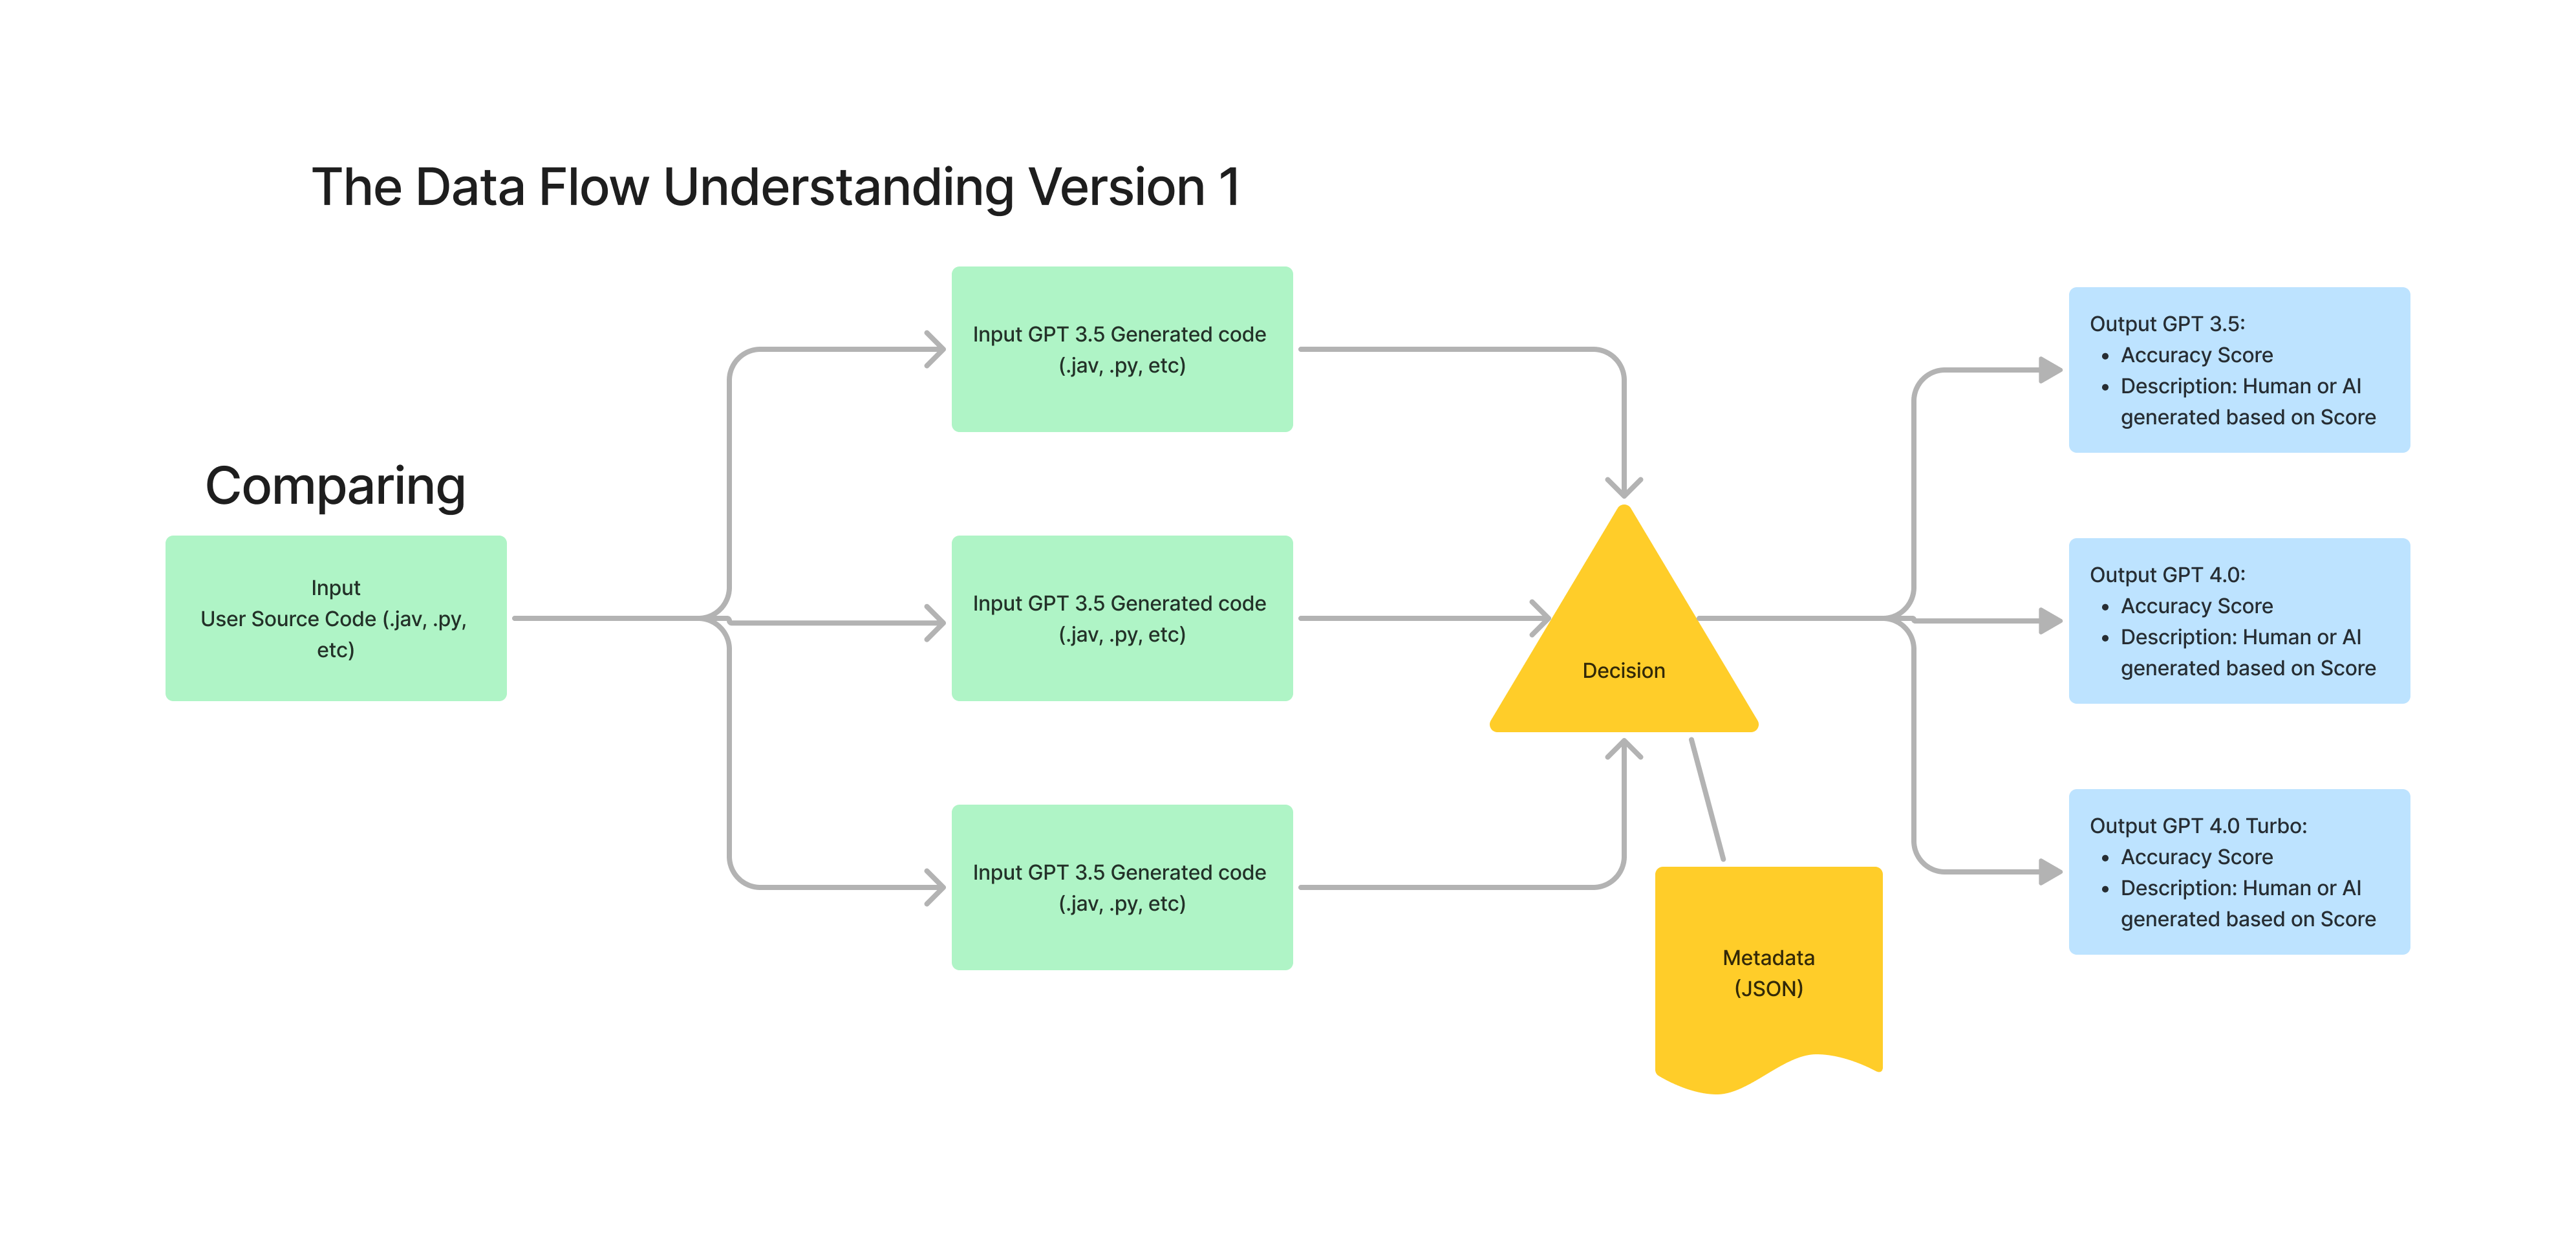 The Data Flow Understanding Version 1
Comparing
Input
User Source Code (.jav, .py,
etc)
Input GPT 3.5 Generated code
(.jav, .py, etc)
Input GPT 3.5 Generated code
(.jav, .py, etc)
Input GPT 3.5 Generated code
(.jav, .py, etc)
Decision
Metadata
(JSON)
Output GPT 3.5:
• Accuracy Score
• Description: Human or AI
generated based on Score
Output GPT 4.0:
• Accuracy Score
• Description: Human or AI
generated based on Score
Output GPT 4.0 Turbo:
• Accuracy Score
• Description: Human or AI
generated based on Score